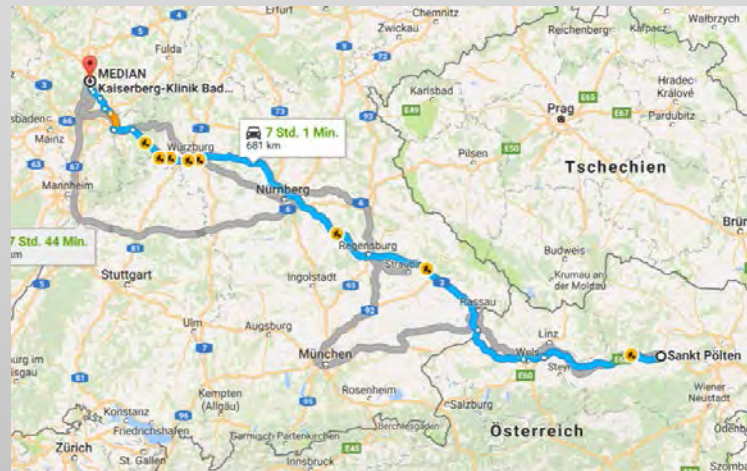 Erfurt
Chemnitz
Zwickau
Reichenberg
Wałbrzych
Fulda
MEDIAN
Kaiserberg-Klinik Bad...
Karlsbad
Hradec
Králové
Prag
Pardubitz
Mainz
Würzburg
7 Std. 1 Min.
681 km
Pilsen
Tschechien
Mannheim
Nürnberg
7 Std. 44 Min.
km
Regensburg
Straubing
Budweis
Krumau an
der Moldau
Stuttgart
Ingolstadt
Passau
Linz
Ulm
Augsburg
Wels
Steyr
Sankt Pölten
München
Wiener
Neustadt
Rosenheim
Kempten
(Allgäu)
Salzburg
Konstanz
Friedrichshafen
Garmisch-Partenkirchen
Berchtesgaden
Österreich
Zürich
St. Gallen
Innsbruck